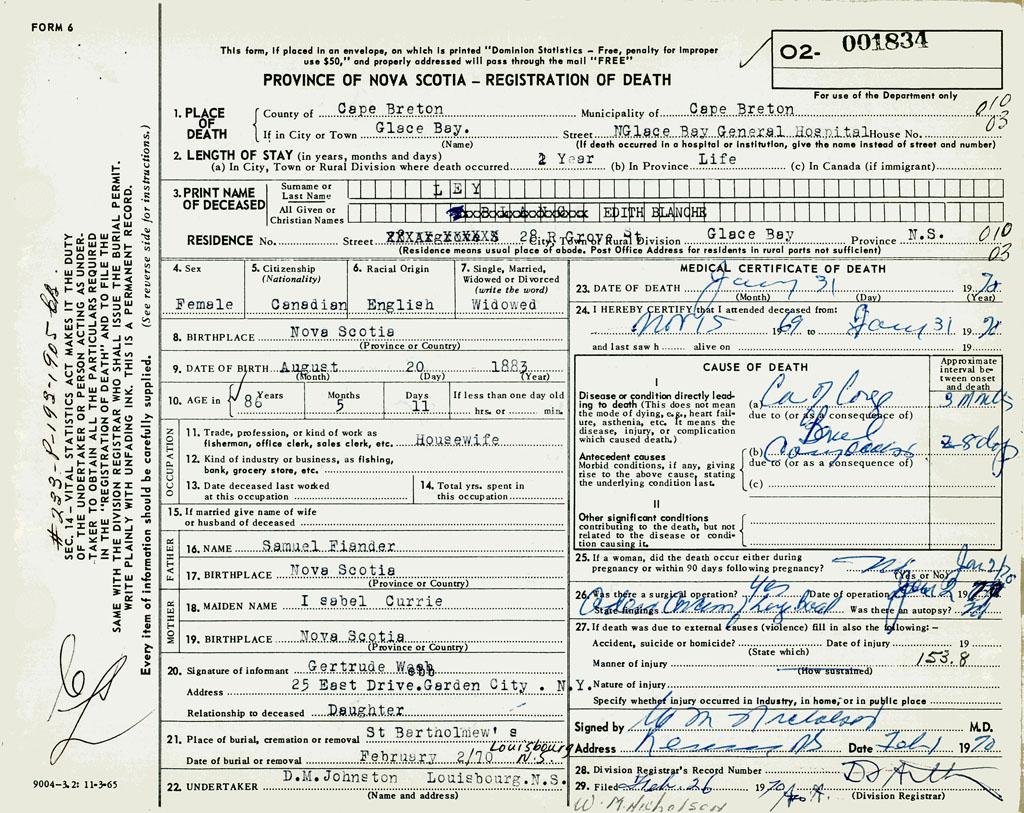 FORM 6
This form, if placed in an envelope, on which is printed "Dominion Statistics – Free, penalty for improper
use $50," and properly addressed will pass through the mail "FREE"
PROVINCE OF NOVA SCOTIA – REGISTRATION OF DEATH
02- 001834
For use of the Department only
010
03
1. PLACE OF DEATH
County of Cape Breton Municipality of Cape Breton
If in City or Town Glace Bay. Street NGlace Bay General Hospital House No.
(Name) (If death occurred in a hospital or institution, give the name instead of street and number)
2. LENGTH OF STAY (in years, months and days)
(a) In City, Town or Rural Division where death occurred Year (b) In Province Life (c) In Canada (if immigrant)
3. PRINT NAME OF DECEASED
Surname or Last Name LEY
All Given or Christian Names EDITH BLANCHE
RESIDENCE No. Street 28 R Grove St City, Town or Rural Division Glace Bay Province N.S.
010
03
(Residence means usual place of abode. Post Office Address for residents in rural parts not sufficient)
4. Sex
Female
5. Citizenship
(Nationality)
Canadian
6. Racial Origin
English
7. Single, Married,
Widowed or Divorced
(write the word)
Widowed
8. BIRTHPLACE Nova Scotia
(Province or Country)
9. DATE OF BIRTH August 20 1883
(Month) (Day) (Year)
10. AGE in Years 86 Months 5 Days 11 If less than one day old
hrs. or min.
OCCUPATION
11. Trade, profession, or kind of work as
fisherman, office clerk, sales clerk, etc. Housewife
12. Kind of industry or business, as fishing,
bank, grocery store, etc.
13. Date deceased last worked
at this occupation
14. Total yrs. spent in
this occupation
15. If married give name of wife
or husband of deceased
FATHER
16. NAME Samuel Fiander
17. BIRTHPLACE Nova Scotia
(Province or Country)
MOTHER
18. MAIDEN NAME Isabel Currie
19. BIRTHPLACE Nova Scotia
(Province or Country)
20. Signature of informant Gertrude
Address 25 East Drive.Garden City . N.Y.
Relationship to deceased Daughter
21. Place of burial, cremation or removal St Bartholmew's
Louisbourg
Date of burial or removal February 2/70 N.S.
22. UNDERTAKER D.M.Johnston Louisbourg.N.S.
(Name and address)
MEDICAL CERTIFICATE OF DEATH
23. DATE OF DEATH Jany 31 1970
(Month) (Day) (Year)
24. I HEREBY CERTIFY that I attended deceased from:
Nov 15 1969 to Jany 31 1970
and last saw h alive on 19
CAUSE OF DEATH
Approximate
interval between
onset
and death
I
Disease or condition directly leading
to death (This does not mean
the mode of dying, e.g., heart failure,
asthenia, etc. It means the
disease, injury, or complication
which caused death.)
(a) Ca of 3 months
due to (or as a consequence of)
Antecedent causes
Morbid conditions, if any, giving
rise to the above cause, stating
the underlying condition last.
(b)
due to (or as a consequence of)
(c)
II
Other significant conditions
contributing to the death, but not
related to the disease or condition
causing it.
25. If a woman, did the death occur either during
pregnancy or within 90 days following pregnancy?
(Yes or No)
26. Was there a surgical operation? yes Date of operation Jan 2
State findings Was there an autopsy?
27. If death was due to external causes (violence) fill in also the following: –
Accident, suicide or homicide? Date of injury 19
(State which)
Manner of injury 153.8
(How sustained)
Nature of injury
Specify whether injury occurred in industry, in home, or in public place
Signed by W M Nicholson M.D.
Address Date Feb 1 1970
28. Division Registrar's Record Number
29. Filed Feb. 26 1970
(Division Registrar)
W. M. Nicholson
9004–3.2: 11-3-65
#233-P-193-1905
SEC. 14 – VITAL STATISTICS ACT MAKES IT THE DUTY
OF THE UNDERTAKER OR PERSON ACTING AS UNDER-
TAKER TO OBTAIN ALL THE PARTICULARS REQUIRED
IN THE "REGISTRATION OF DEATH" AND TO FILE THE
SAME WITH THE DIVISION REGISTRAR WHO SHALL ISSUE THE BURIAL PERMIT.
WRITE PLAINLY WITH UNFADING INK. THIS IS A PERMANENT RECORD.
Every item of information should be carefully supplied. (See reverse side for instructions.)